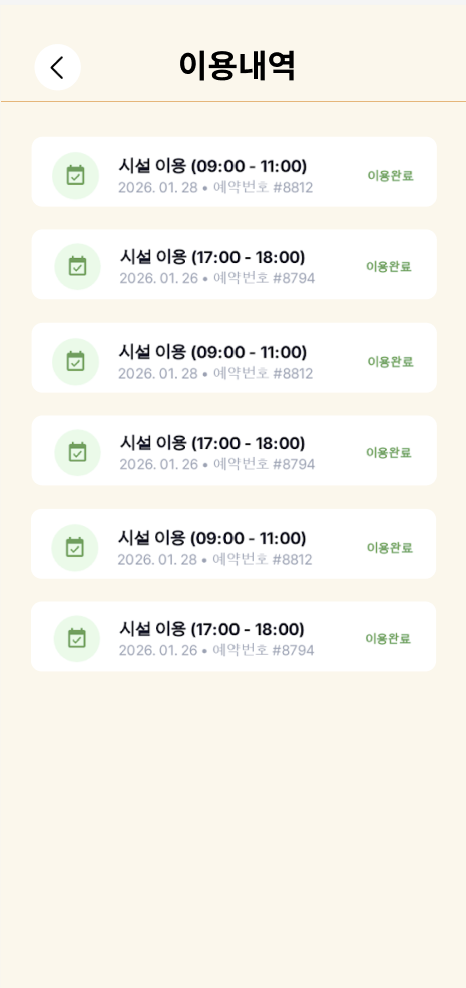 이용내역
시설 이용 (09:00 - 11:00)
2026. 01. 28 • 예약번호 #8812
이용완료
시설 이용 (17:00 - 18:00)
2026. 01. 26 • 예약번호 #8794
이용완료
시설 이용 (09:00 - 11:00)
2026. 01. 28 • 예약번호 #8812
이용완료
시설 이용 (17:00 - 18:00)
2026. 01. 26 • 예약번호 #8794
이용완료
시설 이용 (09:00 - 11:00)
2026. 01. 28 • 예약번호 #8812
이용완료
시설 이용 (17:00 - 18:00)
2026. 01. 26 • 예약번호 #8794
이용완료